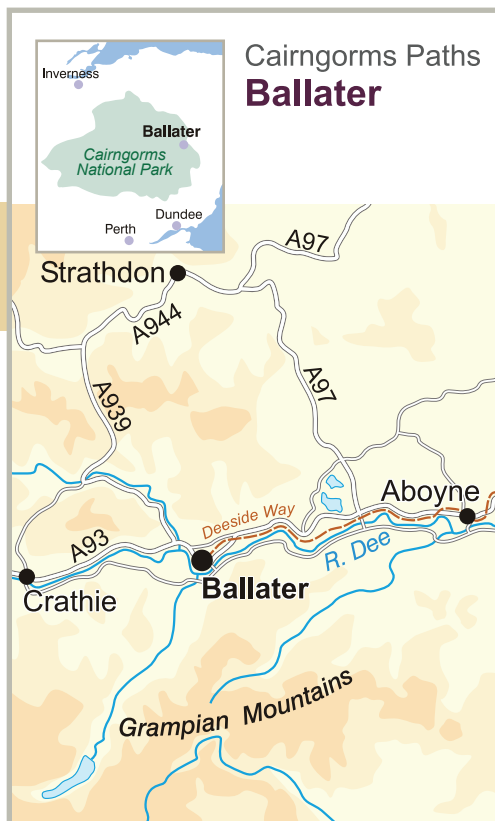 Cairngorms Paths
Ballater
Inverness
Ballater
Cairngorms
National Park
Dundee
Perth
A97
Strathdon
A944
A939
A97
Aboyne
Deeside Way
A93
R. Dee
Ballater
Crathie
Grampian Mountains